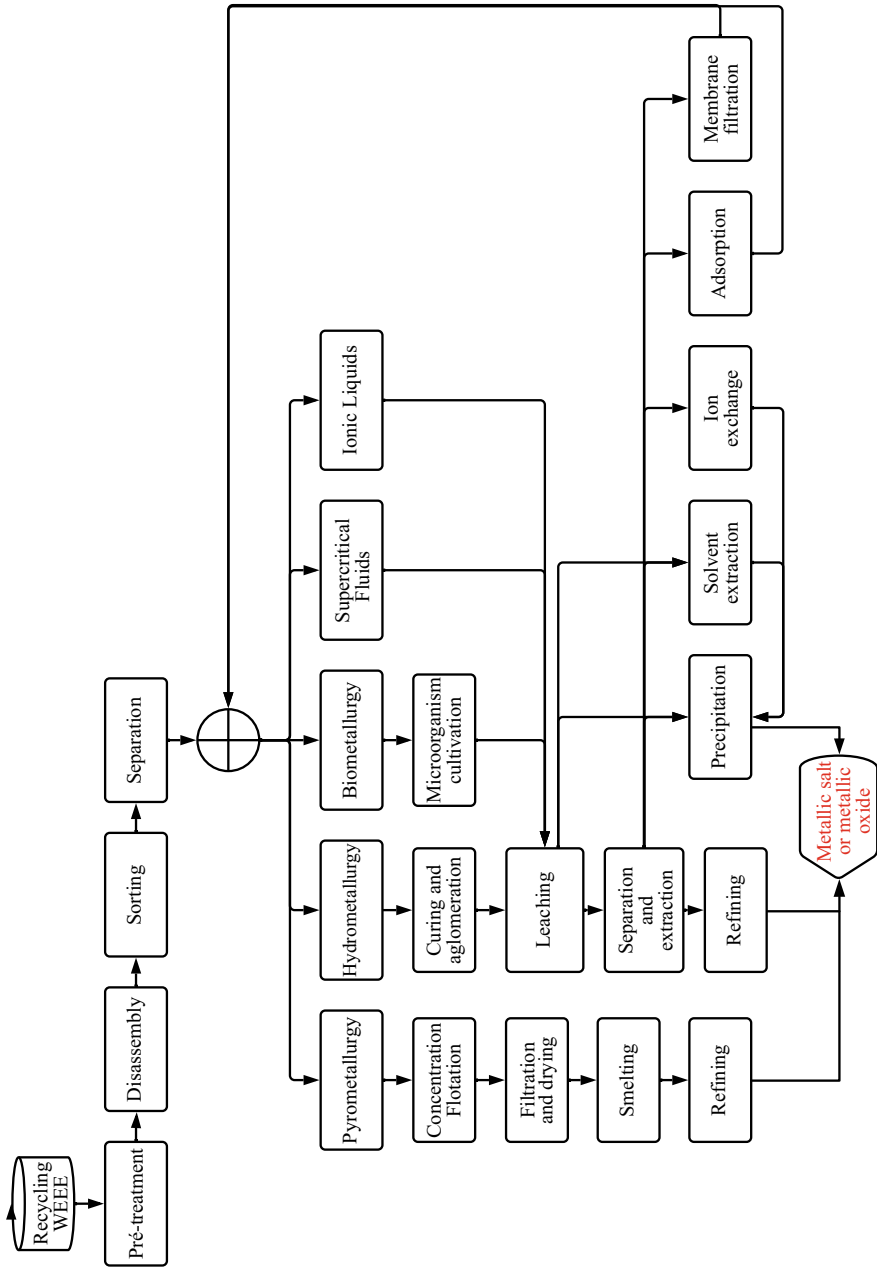 Recycling
WEEE
Pré-treatment
Disassembly
Sorting
Separation
Pyrometallurgy
Hydrometallurgy
Biometallurgy
Supercritical
Fluids
Ionic Liquids
Concentration
Flotation
Curing and
aglomeration
Microorganism
cultivation
Filtration
and drying
Leaching
Smelting
Separation
and
extraction
Refining
Refining
Precipitation
Solvent
extraction
Ion
exchange
Adsorption
Membrane
filtration
Metallic salt
or metallic
oxide